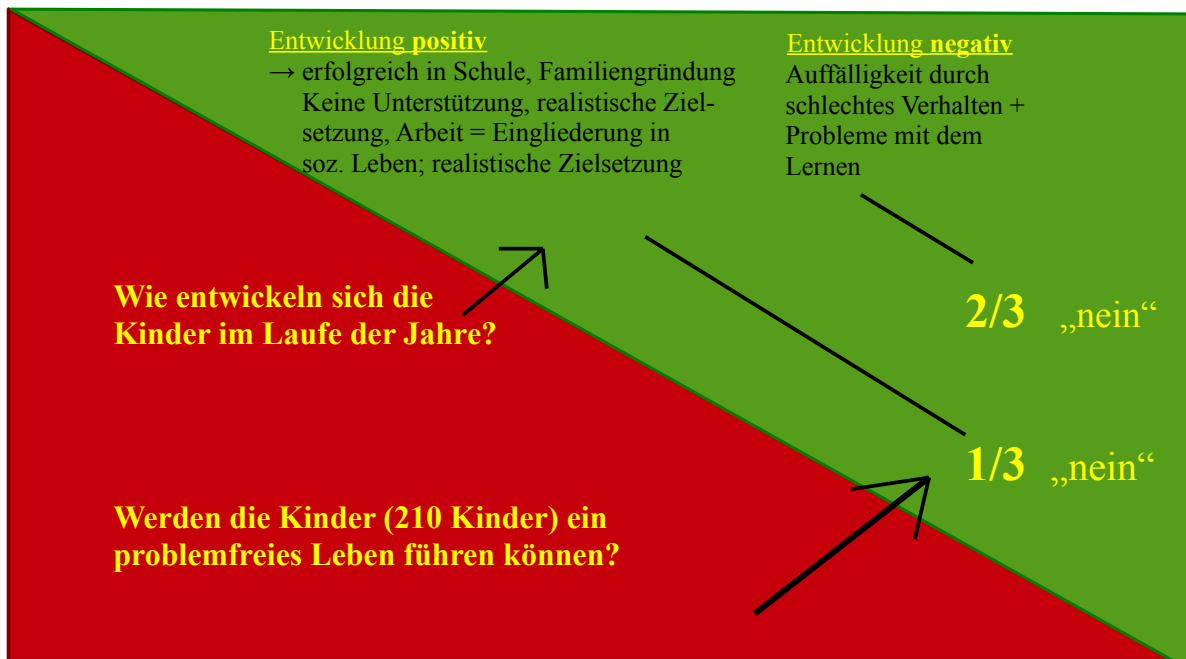 Entwicklung positiv
→ erfolgreich in Schule, Familiengründung
Keine Unterstützung, realistische Ziel-
setzung, Arbeit = Eingliederung in
soz. Leben; realistische Zielsetzung
Entwicklung negativ
Auffälligkeit durch
schlechtes Verhalten +
Probleme mit dem
Lernen
Wie entwickeln sich die
Kinder im Laufe der Jahre?
2/3 „nein“
1/3 „nein“
Werden die Kinder (210 Kinder) ein
problemfreies Leben führen können?